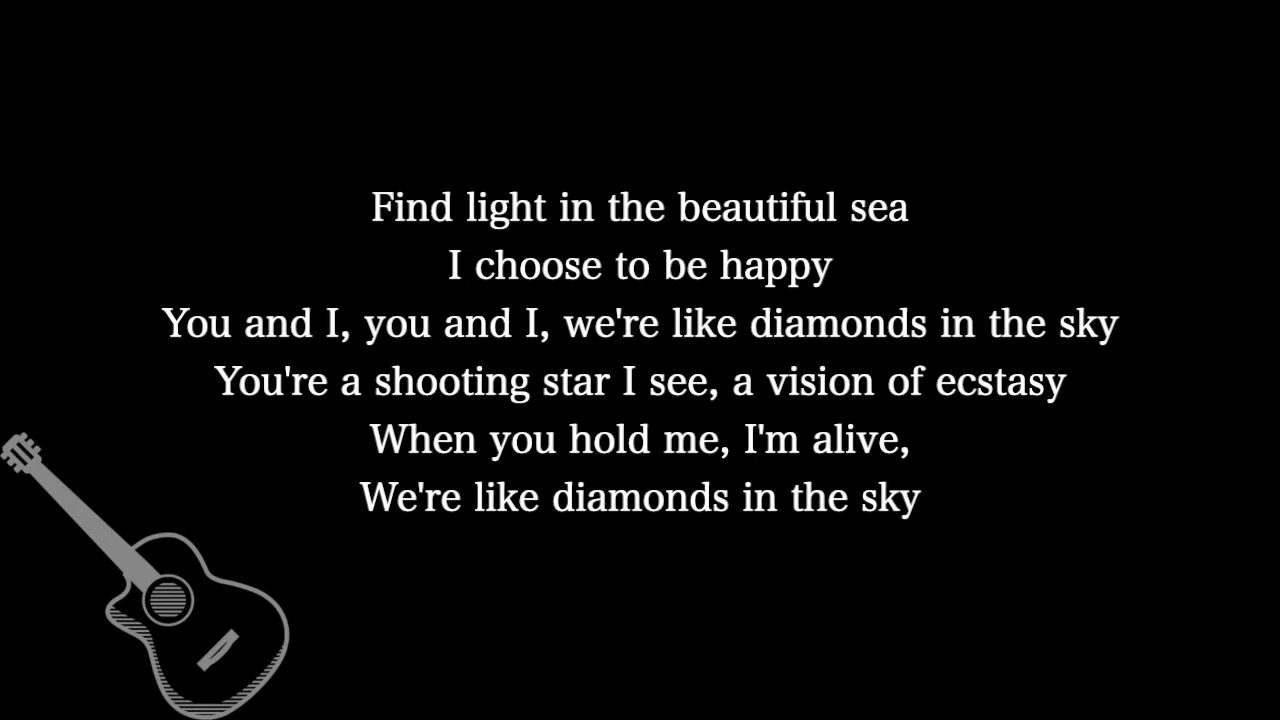 Find light in the beautiful sea
I choose to be happy
You and I, you and I, we're like diamonds in the sky
You're a shooting star I see, a vision of ecstasy
When you hold me, I'm alive,
We're like diamonds in the sky